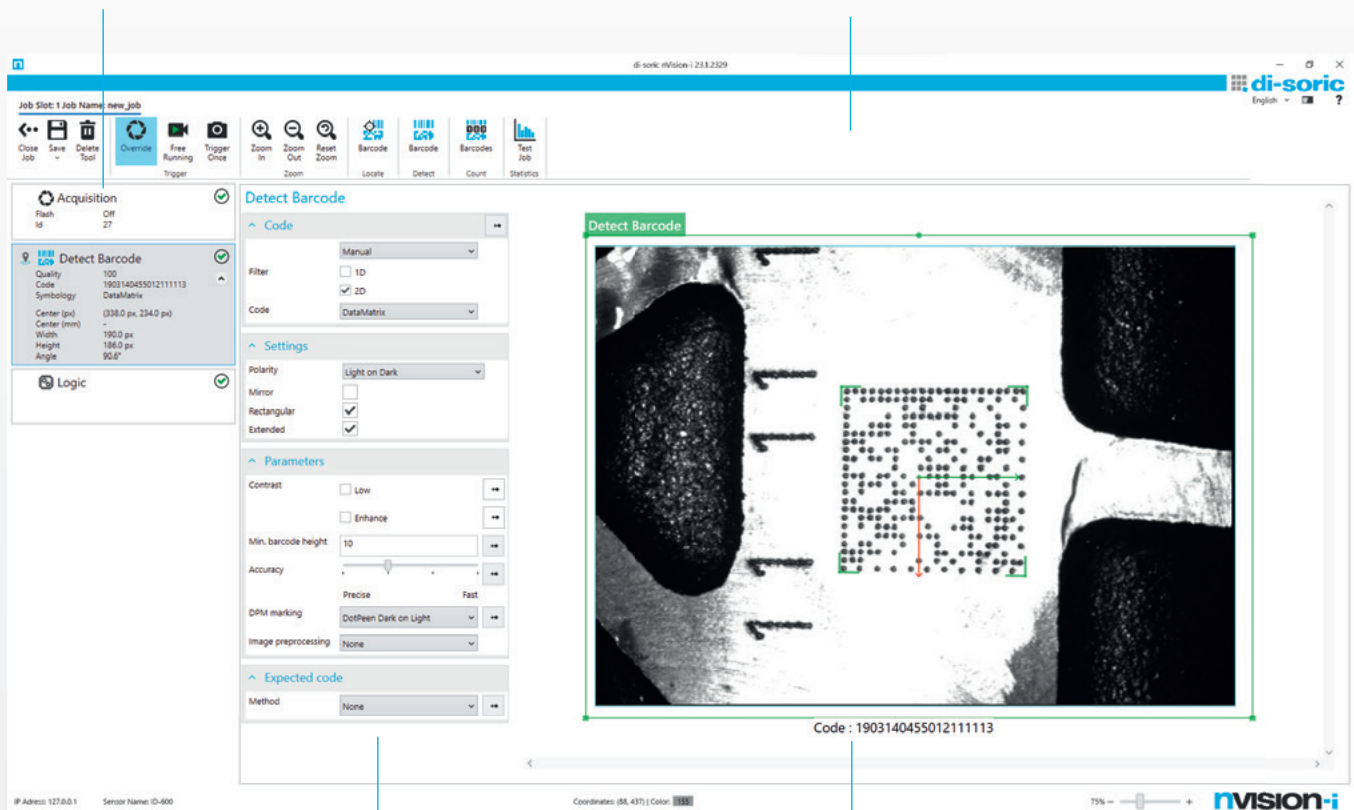 di-soric nVision-i 23.1.2329
di-soric
Job Slot: 1 Job Name: new_job
English
?
Close Job
Save
Delete Tool
Override
Free Running
Trigger Once
Zoom In
Zoom Out
Reset Zoom
Barcode
Barcode
Barcodes
Test Job
Trigger
Zoom
Locate
Detect
Count
Statistics
Acquisition
Flash Off
Id 27
Detect Barcode
Quality 100
Code 1903140455012111113
Symbology DataMatrix
Center (px) (338.0 px, 234.0 px)
Center (mm) -
Width 190.0 px
Height 186.0 px
Angle 90.6°
Logic
Detect Barcode
Code
Manual
Filter 1D
2D
Code DataMatrix
Settings
Polarity Light on Dark
Mirror
Rectangular
Extended
Parameters
Contrast Low
Enhance
Min. barcode height 10
Accuracy
Precise Fast
DPM marking DotPeen Dark on Light
Image preprocessing None
Expected code
Method None
Detect Barcode
1
1
1
1
Code : 1903140455012111113
IP Adress: 127.0.0.1 Sensor Name: ID-600
Coordinates: (88, 437) | Color: 155
75% - +
nVISION-i